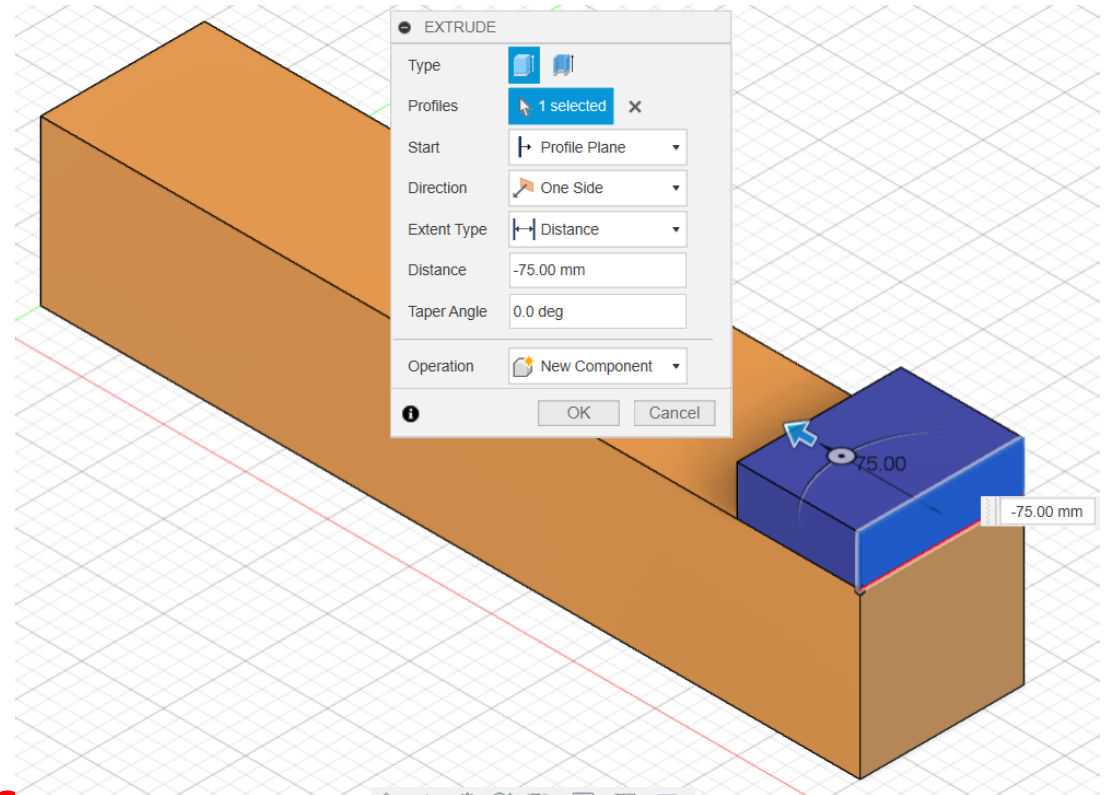 EXTRUDE
Type
Profiles 1 selected
Start Profile Plane
Direction One Side
Extent Type Distance
Distance -75.00 mm
Taper Angle 0.0 deg
Operation New Component
OK Cancel
75.00
-75.00 mm